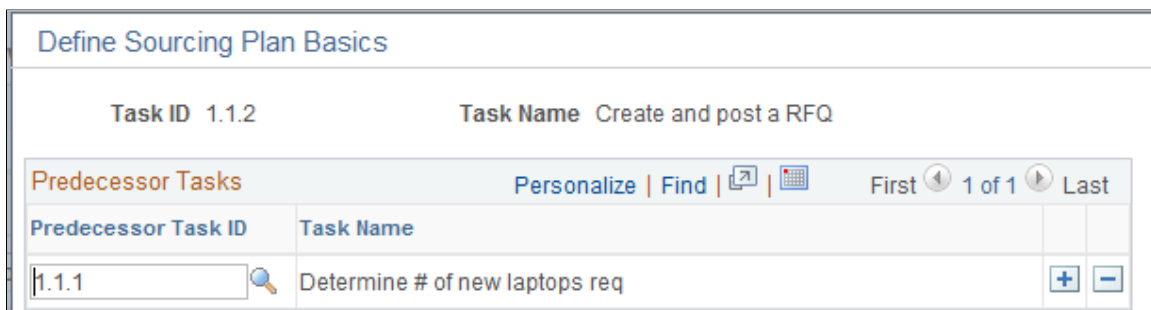 Define Sourcing Plan Basics
Task ID 1.1.2 Task Name Create and post a RFQ
Predecessor Tasks Personalize | Find | | First 1 of 1 Last
Predecessor Task ID Task Name
1.1.1 Determine # of new laptops req